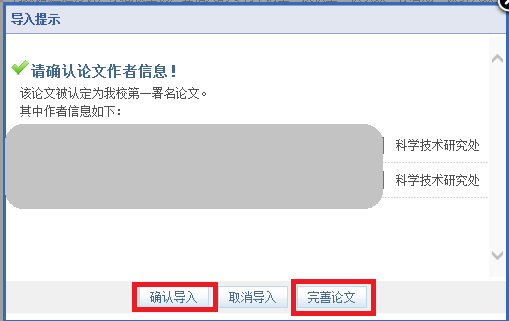 导入提示
请确认论文作者信息！
该论文被认定为我校第一署名论文。
其中作者信息如下：
科学技术研究处
科学技术研究处
确认导入 取消导入 完善论文